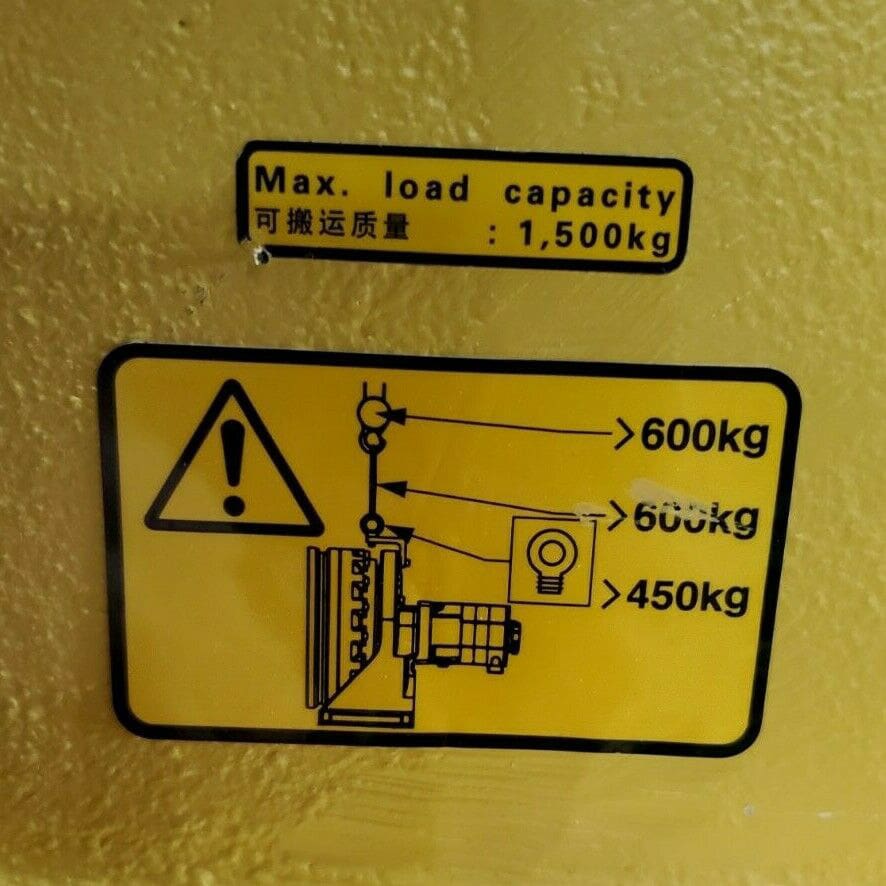 Max. load capacity
可搬运质量 : 1,500kg
>600kg
>600kg
>450kg